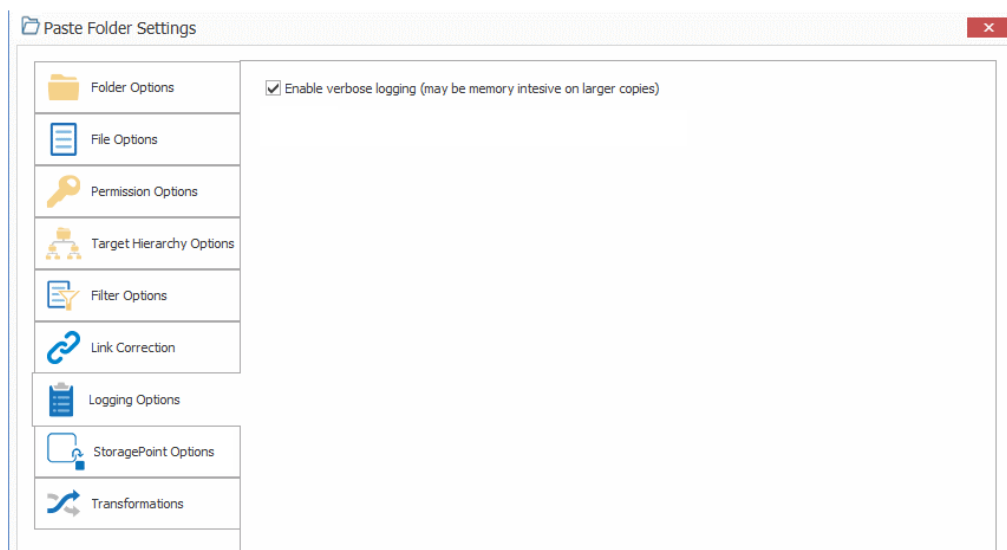 Paste Folder Settings
Folder Options
Enable verbose logging (may be memory intesive on larger copies)
File Options
Permission Options
Target Hierarchy Options
Filter Options
Link Correction
Logging Options
StoragePoint Options
Transformations